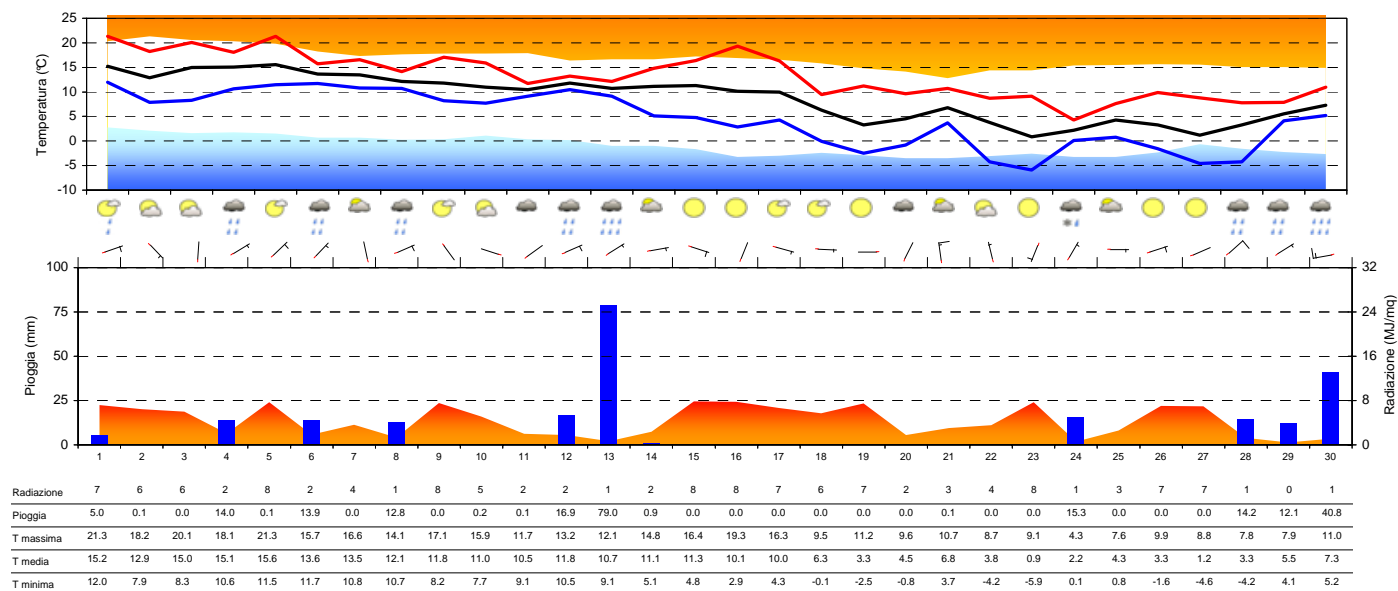 25
20
15
10
5
0
-5
-10
Temperatura (°C)
100
75
50
25
0
Pioggia (mm)
32
24
16
8
0
Radiazione (MJ/mq)
1 2 3 4 5 6 7 8 9 10 11 12 13 14 15 16 17 18 19 20 21 22 23 24 25 26 27 28 29 30
Radiazione 7 6 6 2 8 2 4 1 8 5 2 2 1 2 8 8 7 6 7 2 3 4 8 1 3 7 7 1 0 1
Pioggia 5.0 0.1 0.0 14.0 0.1 13.9 0.0 12.8 0.0 0.2 0.1 16.9 79.0 0.9 0.0 0.0 0.0 0.0 0.0 0.0 0.1 0.0 0.0 15.3 0.0 0.0 0.0 14.2 12.1 40.8
T massima 21.3 18.2 20.1 18.1 21.3 15.7 16.6 14.1 17.1 15.9 11.7 13.2 12.1 14.8 16.4 19.3 16.3 9.5 11.2 9.6 10.7 8.7 9.1 4.3 7.6 9.9 8.8 7.8 7.9 11.0
T media 15.2 12.9 15.0 15.1 15.6 13.6 13.5 12.1 11.8 11.0 10.5 11.8 10.7 11.1 11.3 10.1 10.0 6.3 3.3 4.5 6.8 3.8 0.9 2.2 4.3 3.3 1.2 3.3 5.5 7.3
T minima 12.0 7.9 8.3 10.6 11.5 11.7 10.8 10.7 8.2 7.7 9.1 10.5 9.1 5.1 4.8 2.9 4.3 -0.1 -2.5 -0.8 3.7 -4.2 -5.9 0.1 0.8 -1.6 -4.6 -4.2 4.1 5.2